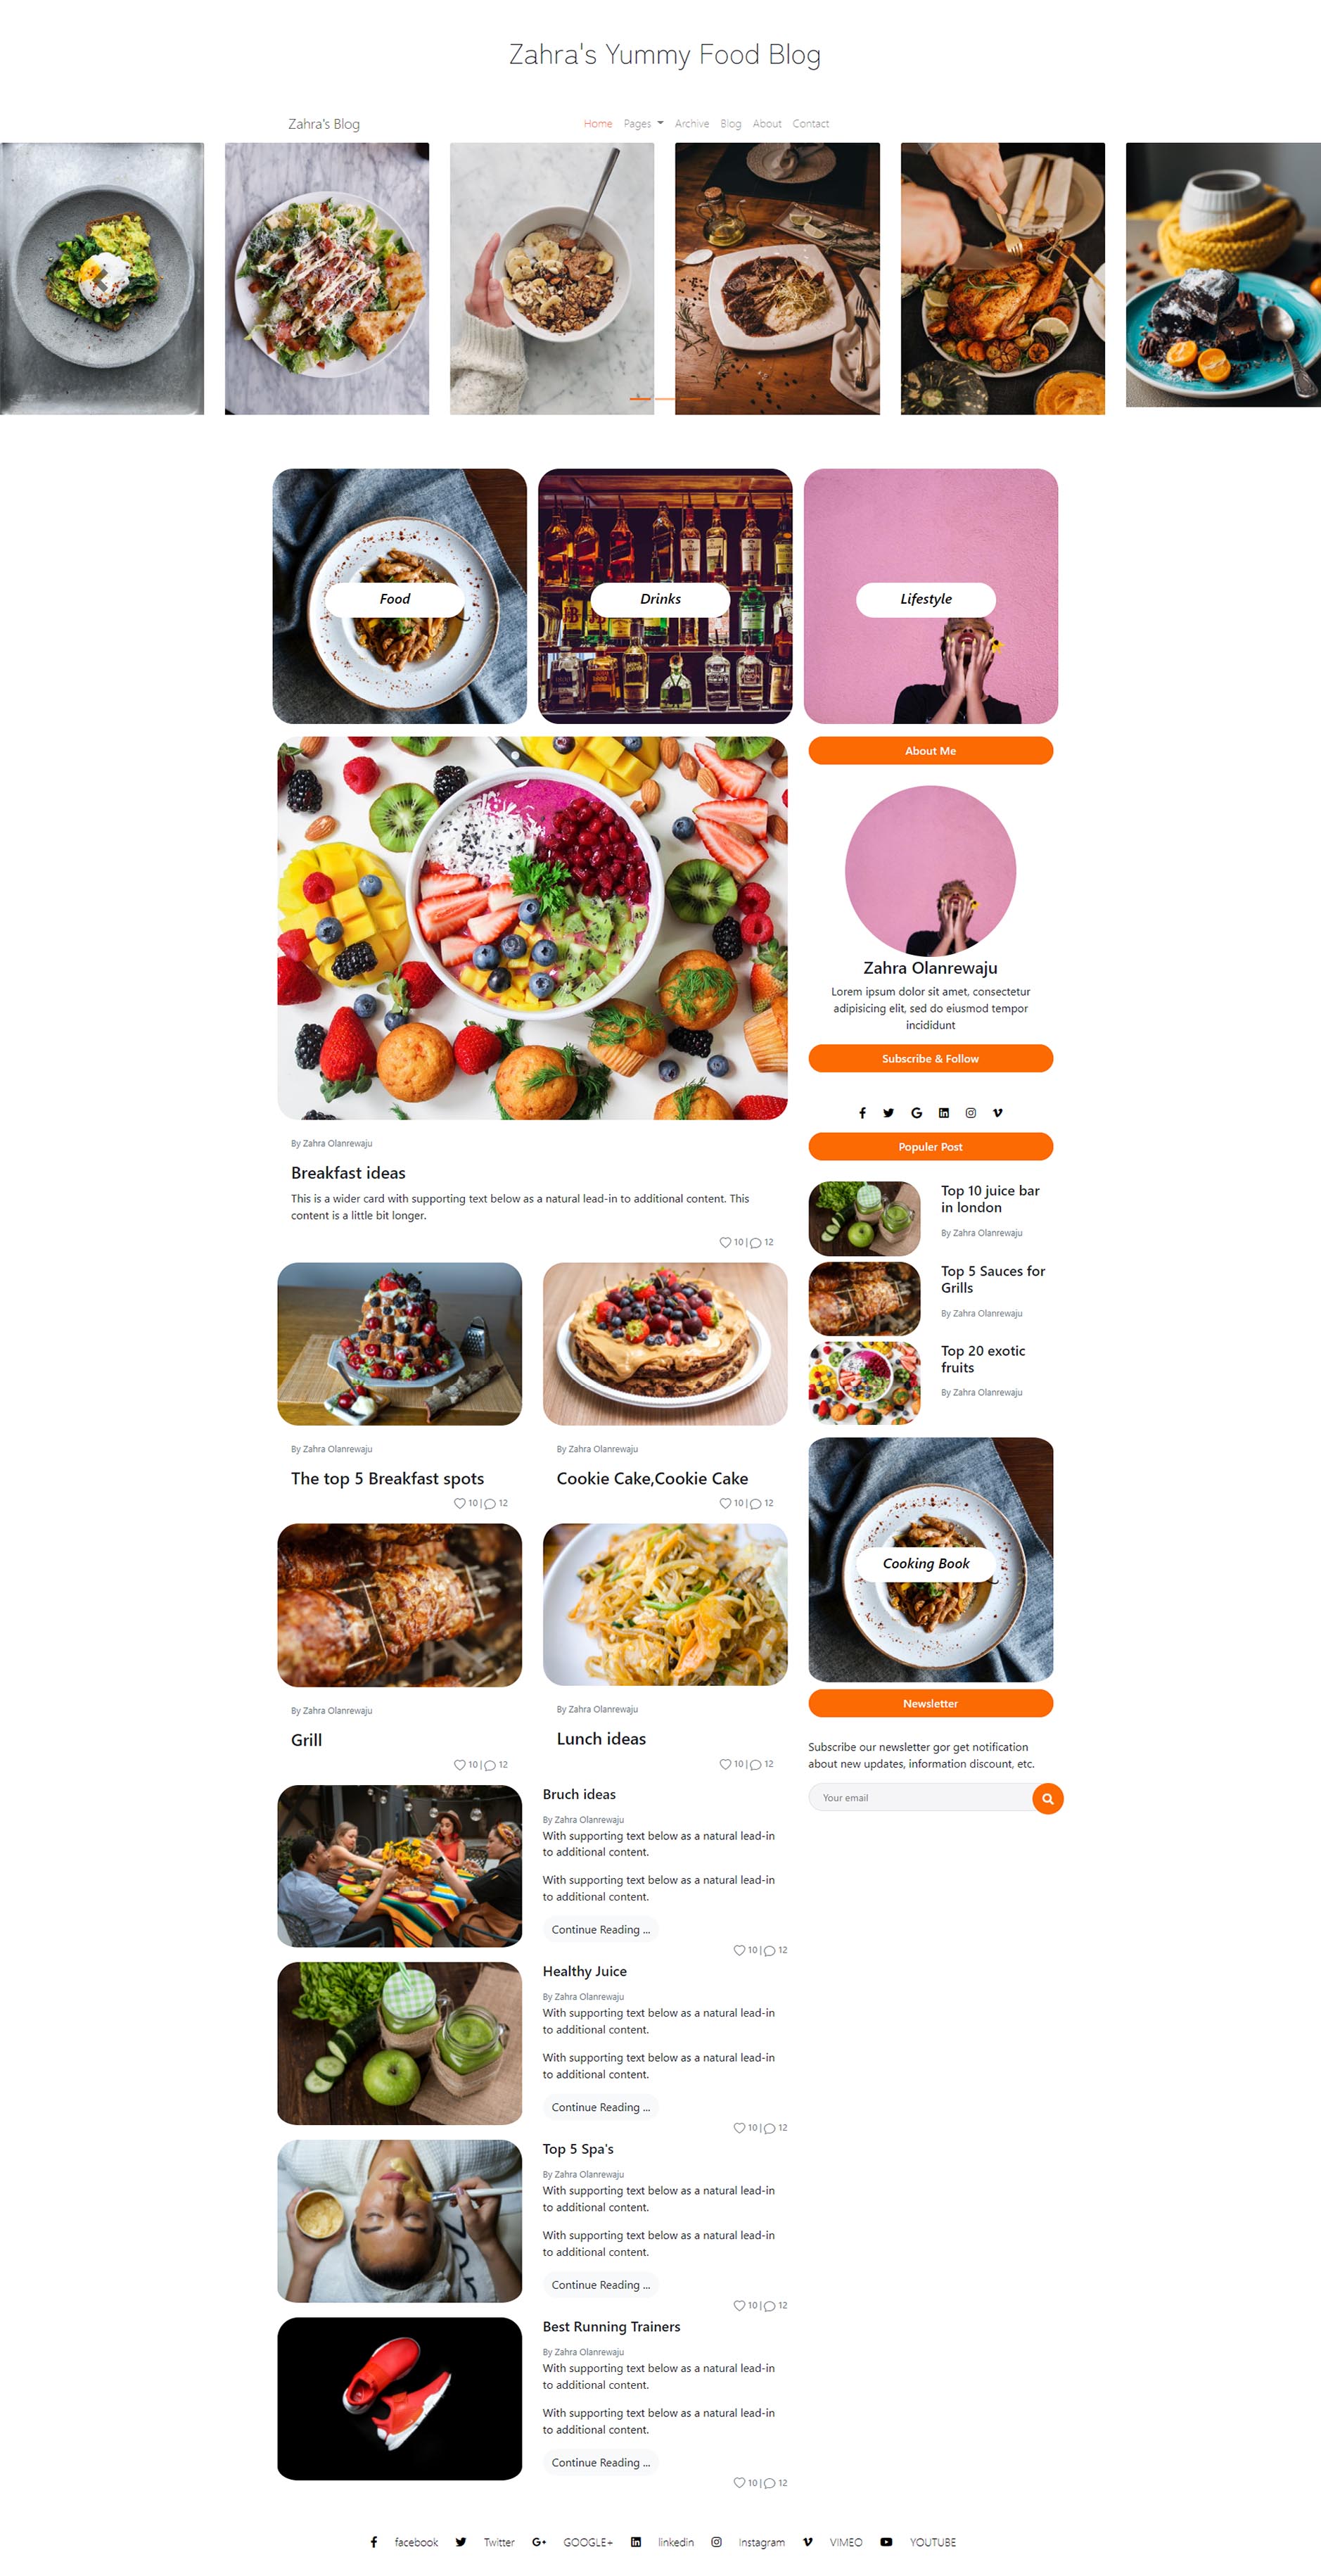 Zahra's Yummy Food Blog
Zahra's Blog
Home Pages Archive Blog About Contact
Food
Drinks
Lifestyle
By Zahra Olanrewaju
Breakfast ideas
This is a wider card with supporting text below as a natural lead-in to additional content. This
content is a little bit longer.
10 | 12
By Zahra Olanrewaju
The top 5 Breakfast spots
10 | 12
By Zahra Olanrewaju
Cookie Cake,Cookie Cake
10 | 12
By Zahra Olanrewaju
Grill
10 | 12
By Zahra Olanrewaju
Lunch ideas
10 | 12
Bruch ideas
By Zahra Olanrewaju
With supporting text below as a natural lead-in
to additional content.
With supporting text below as a natural lead-in
to additional content.
Continue Reading ...
10 | 12
Healthy Juice
By Zahra Olanrewaju
With supporting text below as a natural lead-in
to additional content.
With supporting text below as a natural lead-in
to additional content.
Continue Reading ...
10 | 12
Top 5 Spa's
By Zahra Olanrewaju
With supporting text below as a natural lead-in
to additional content.
With supporting text below as a natural lead-in
to additional content.
Continue Reading ...
10 | 12
Best Running Trainers
By Zahra Olanrewaju
With supporting text below as a natural lead-in
to additional content.
With supporting text below as a natural lead-in
to additional content.
Continue Reading ...
10 | 12
About Me
Zahra Olanrewaju
Lorem ipsum dolor sit amet, consectetur
adipisicing elit, sed do eiusmod tempor
incididunt
Subscribe & Follow
Populer Post
Top 10 juice bar
in london
By Zahra Olanrewaju
Top 5 Sauces for
Grills
By Zahra Olanrewaju
Top 20 exotic
fruits
By Zahra Olanrewaju
Cooking Book
Newsletter
Subscribe our newsletter gor get notification
about new updates, information discount, etc.
Your email
facebook Twitter GOOGLE+ linkedin Instagram VIMEO YOUTUBE